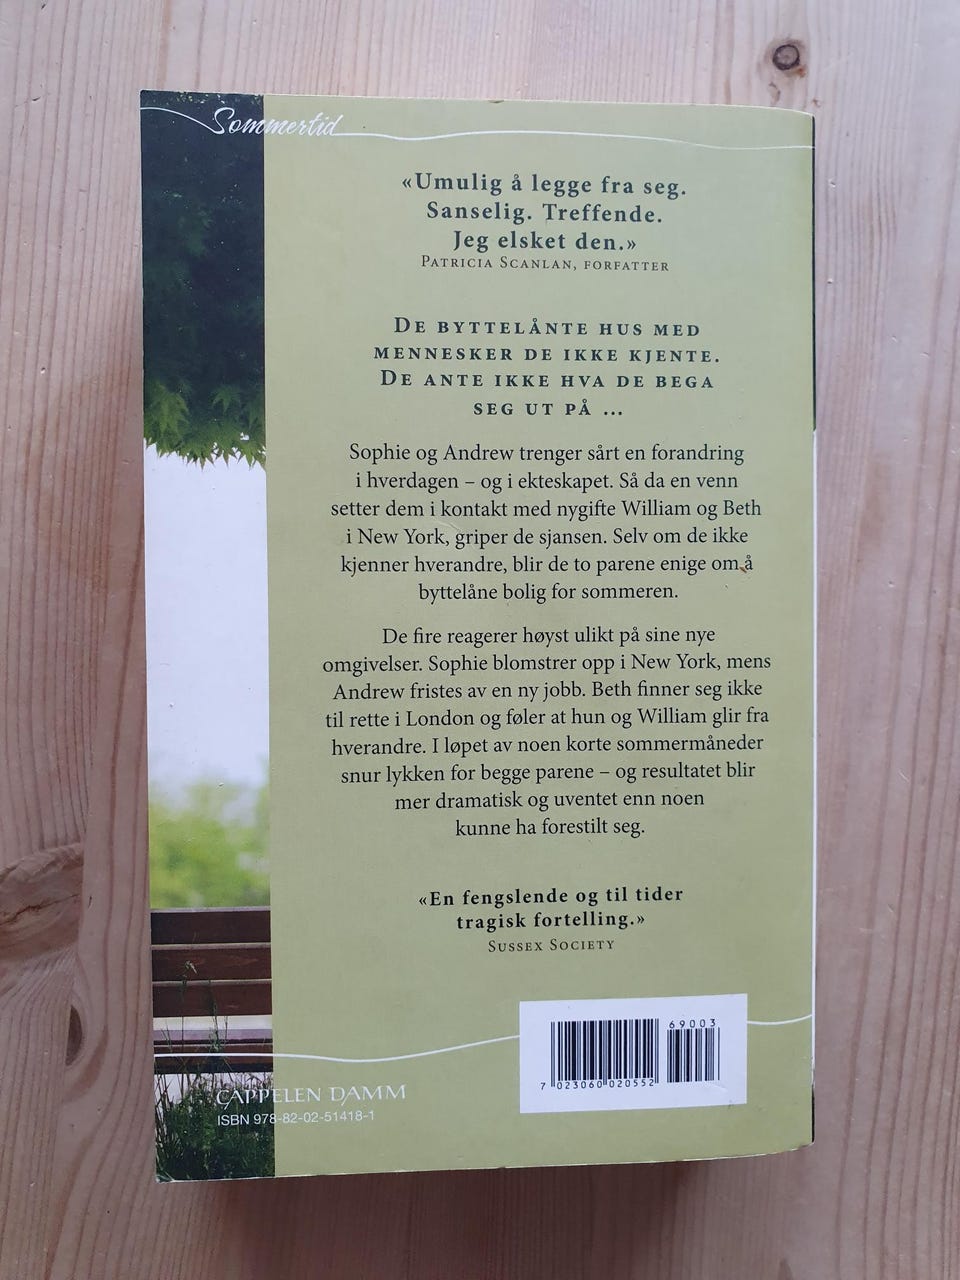 Sommertid
«Umulig å legge fra seg.
Sanselig. Treffende.
Jeg elsket den.»
Patricia Scanlan, forfatter
De byttelånte hus med
mennesker de ikke kjente.
De ante ikke hva de bega
seg ut på ...
Sophie og Andrew trenger sårt en forandring
i hverdagen – og i ekteskapet. Så da en venn
setter dem i kontakt med nygifte William og Beth
i New York, griper de sjansen. Selv om de ikke
kjenner hverandre, blir de to parene enige om å
byttelåne bolig for sommeren.
De fire reagerer høyst ulikt på sine nye
omgivelser. Sophie blomstrer opp i New York, mens
Andrew fristes av en ny jobb. Beth finner seg ikke
til rette i London og føler at hun og William glir fra
hverandre. I løpet av noen korte sommermåneder
snur lykken for begge parene – og resultatet blir
mer dramatisk og uventet enn noen
kunne ha forestilt seg.
«En fengslende og til tider
tragisk fortelling.»
Sussex Society
69003
7 023060 020552
CAPPELEN DAMM
ISBN 978-82-02-51418-1